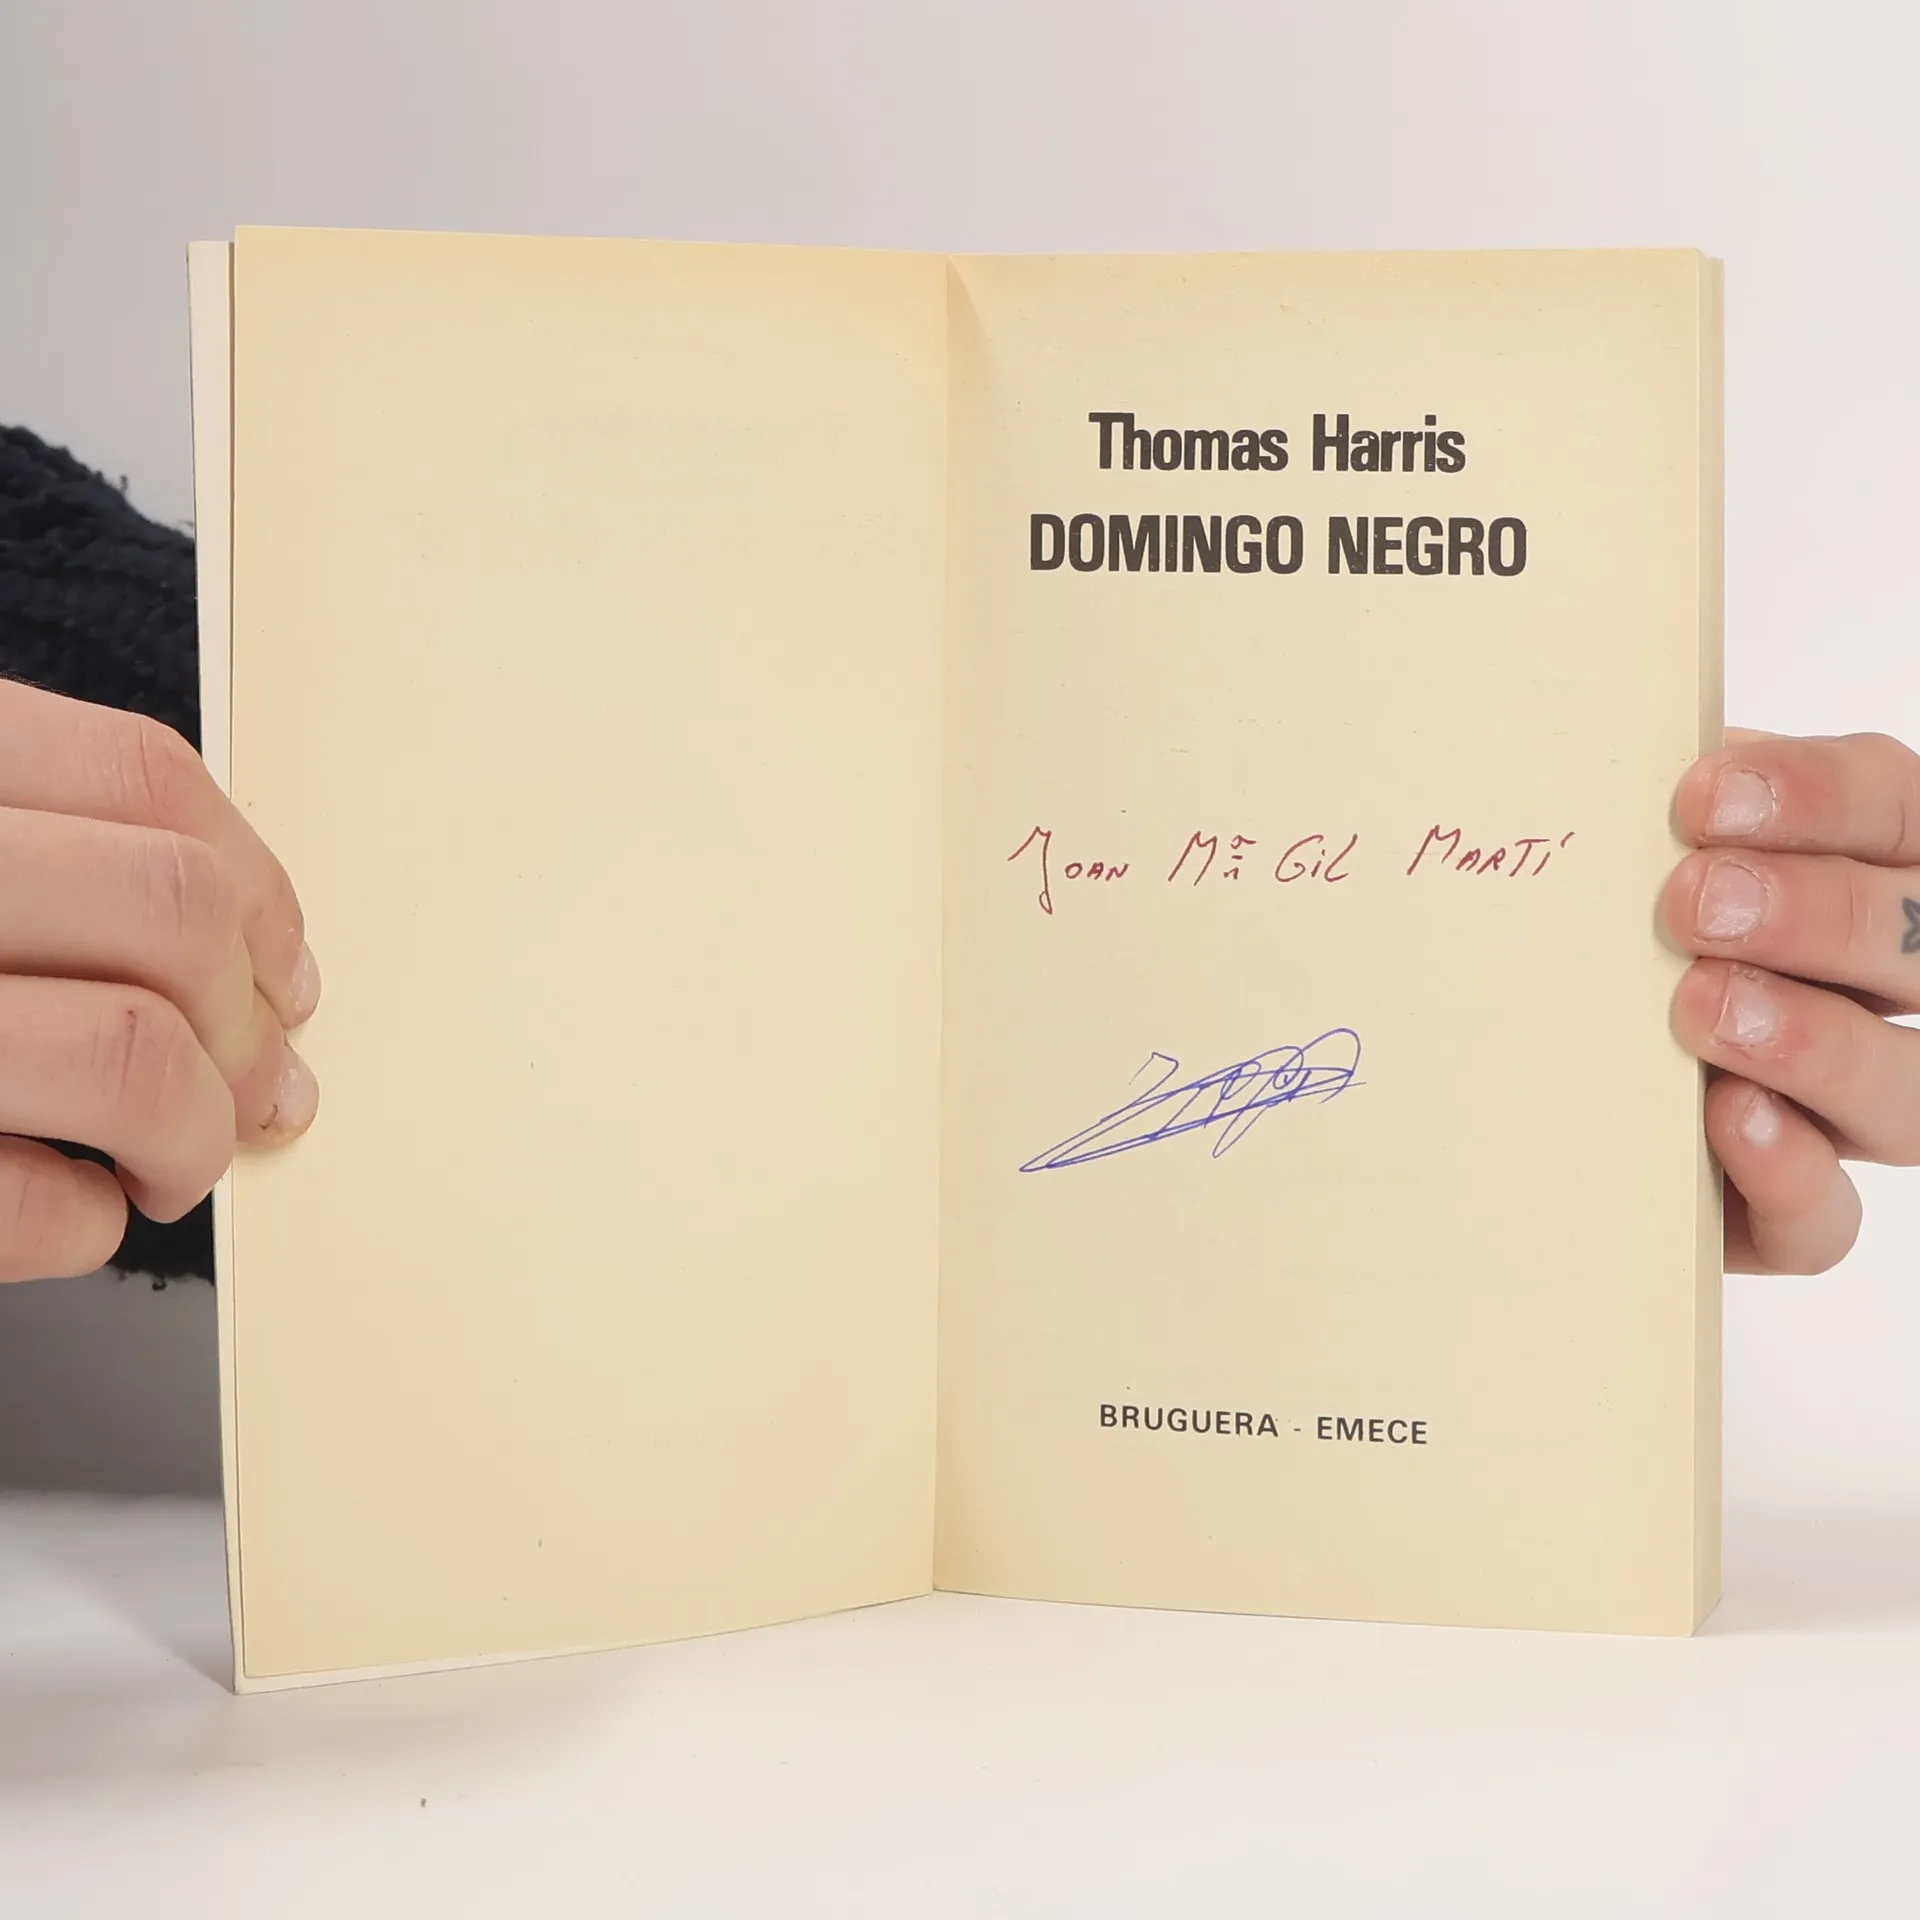 Thomas Harris
DOMINGO NEGRO
Joan Mª Gil Martí
BRUGUERA - EMECE